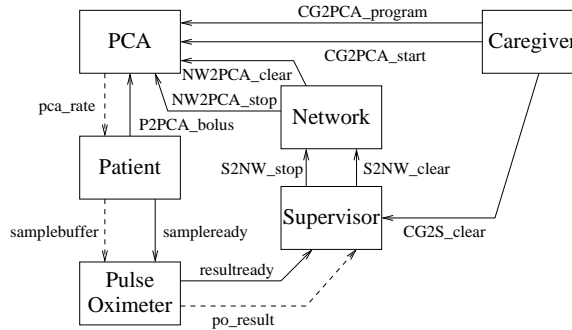 CG2PCA_program
PCA
Caregiver
CG2PCA_start
NW2PCA_clear
pca_rate
NW2PCA_stop
P2PCA_bolus
Network
Patient
S2NW_stop
S2NW_clear
samplebuffer
sampleready
Supervisor
CG2S_clear
Pulse
Oximeter
resultready
po_result